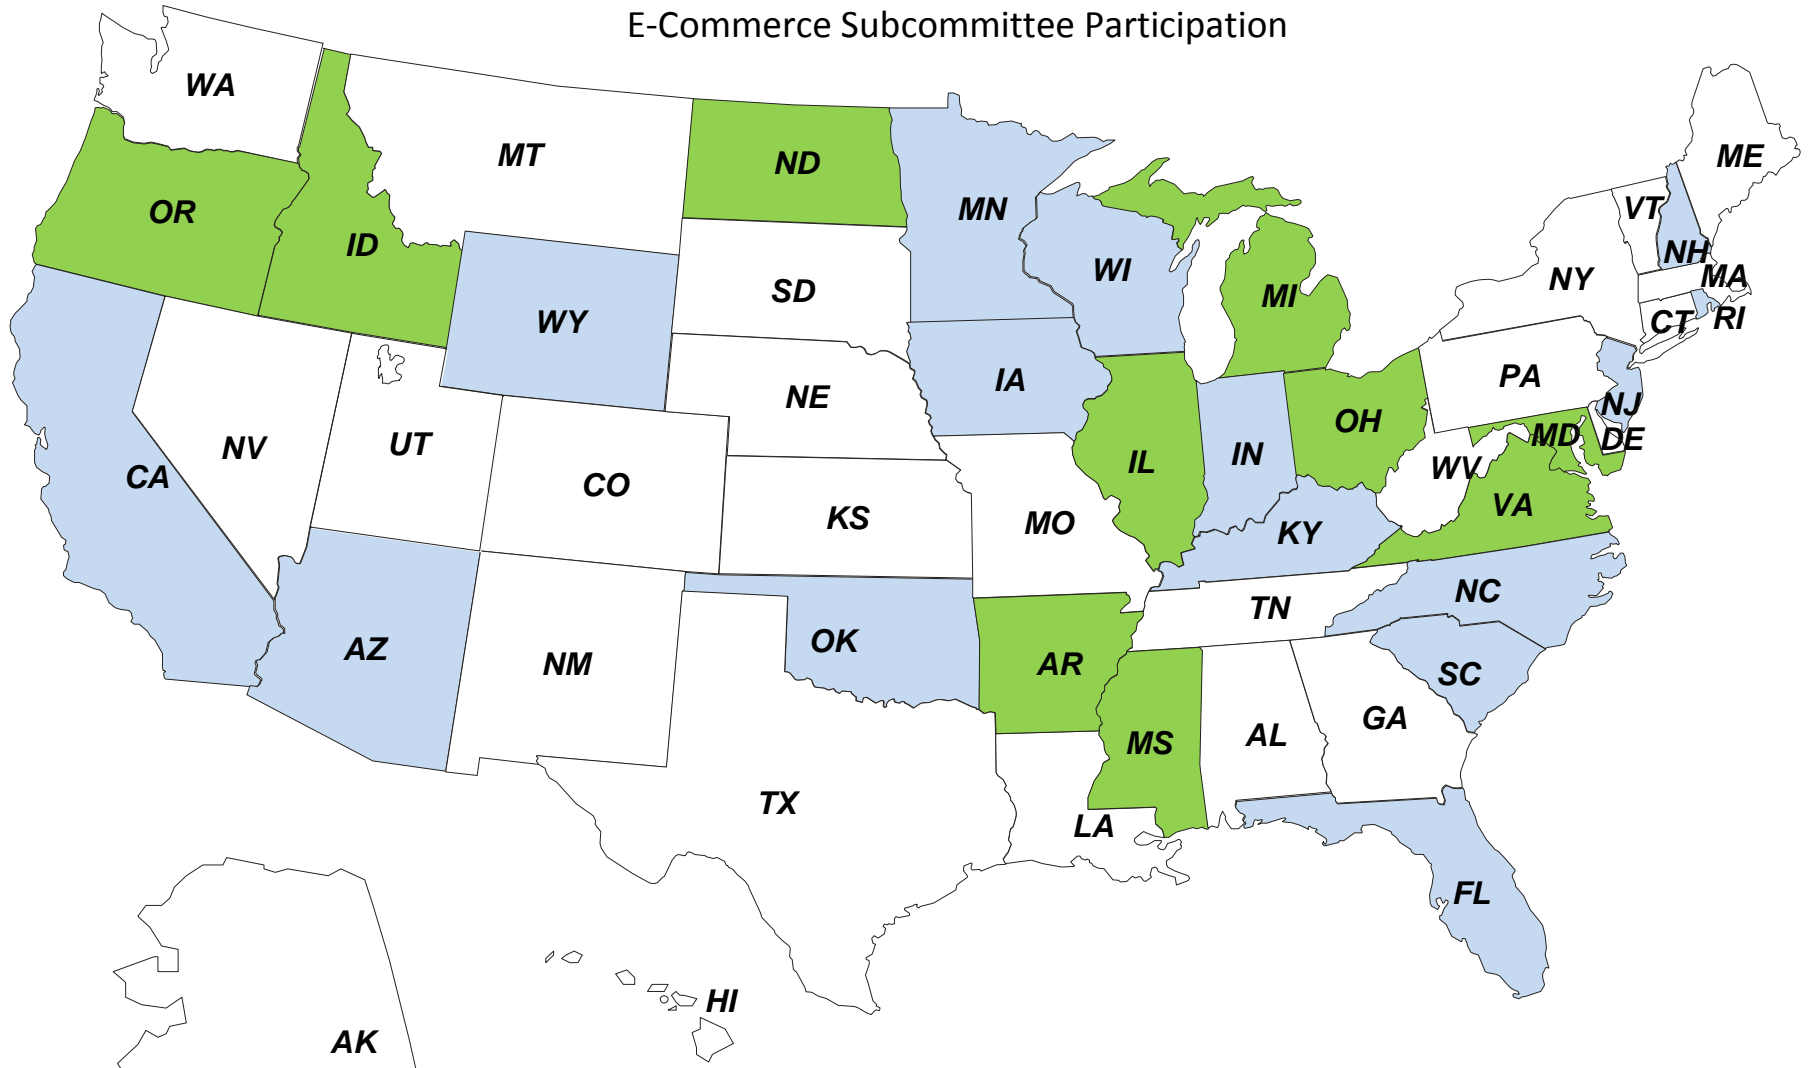 E-Commerce Subcommittee Participation
WA
MT
ND
MN
ME
OR
ID
VT
NH
WI
NY
MA
SD
MI
WY
CT
RI
IA
PA
NE
NJ
OH
MD
DE
NV
UT
IN
IL
WV
CA
CO
VA
KS
MO
KY
NC
TN
OK
AZ
NM
AR
SC
GA
AL
MS
TX
LA
FL
HI
AK